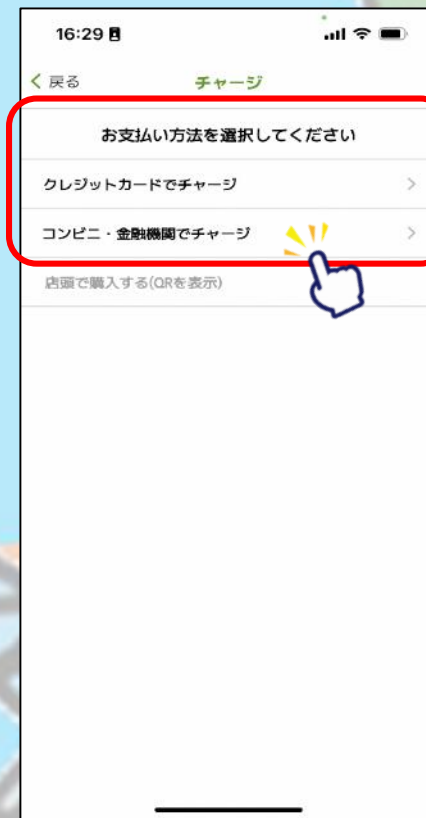 16:29
戻る
チャージ
お支払い方法を選択してください
クレジットカードでチャージ
コンビニ・金融機関でチャージ
店頭で購入する(QRを表示)